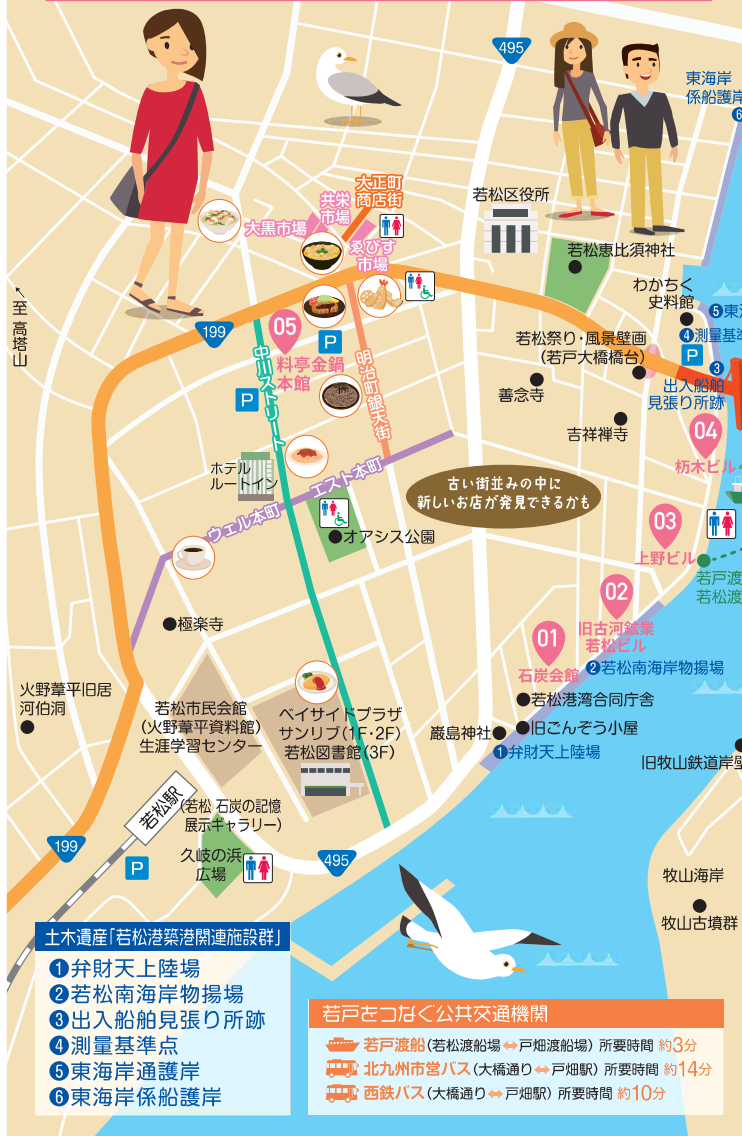 495
東海岸
係船護岸
6
大正町
商店街
共栄
市場
大黒市場
ゑびす
市場
若松区役所
若松恵比須神社
わかちく
史料館
5東
4測量基準
←至 高塔山
199
05
P
料亭金鍋
本館
中川ストリート
明治町銀天街
P
若松祭り・風景壁画
(若戸大橋橋台)
P
3
出入船舶
見張り所跡
善念寺
吉祥禅寺
04
栃木ビル
ホテル
ルートイン
エスト本町
ウェル本町
古い街並みの中に
新しいお店が発見できるかも
オアシス公園
03
上野ビル
若戸渡
若松渡
02
旧古河鉱業
若松ビル
01
石炭会館
2若松南海岸物揚場
極楽寺
火野葦平旧居
河伯洞
若松市民会館
(火野葦平資料館)
生涯学習センター
ベイサイドプラザ
サンリブ(1F・2F)
若松図書館(3F)
若松港湾合同庁舎
厳島神社
旧ごんぞう小屋
1弁財天上陸場
旧牧山鉄道岸壁
若松駅
(若松 石炭の記憶
展示ギャラリー)
199
P
久岐の浜
広場
495
牧山海岸
牧山古墳群
土木遺産「若松港築港関連施設群」
1弁財天上陸場
2若松南海岸物揚場
3出入船舶見張り所跡
4測量基準点
5東海岸通護岸
6東海岸係船護岸
若戸をつなぐ公共交通機関
若戸渡船(若松渡船場⇔戸畑渡船場) 所要時間 約3分
北九州市営バス(大橋通り⇔戸畑駅) 所要時間 約14分
西鉄バス(大橋通り⇔戸畑駅) 所要時間 約10分